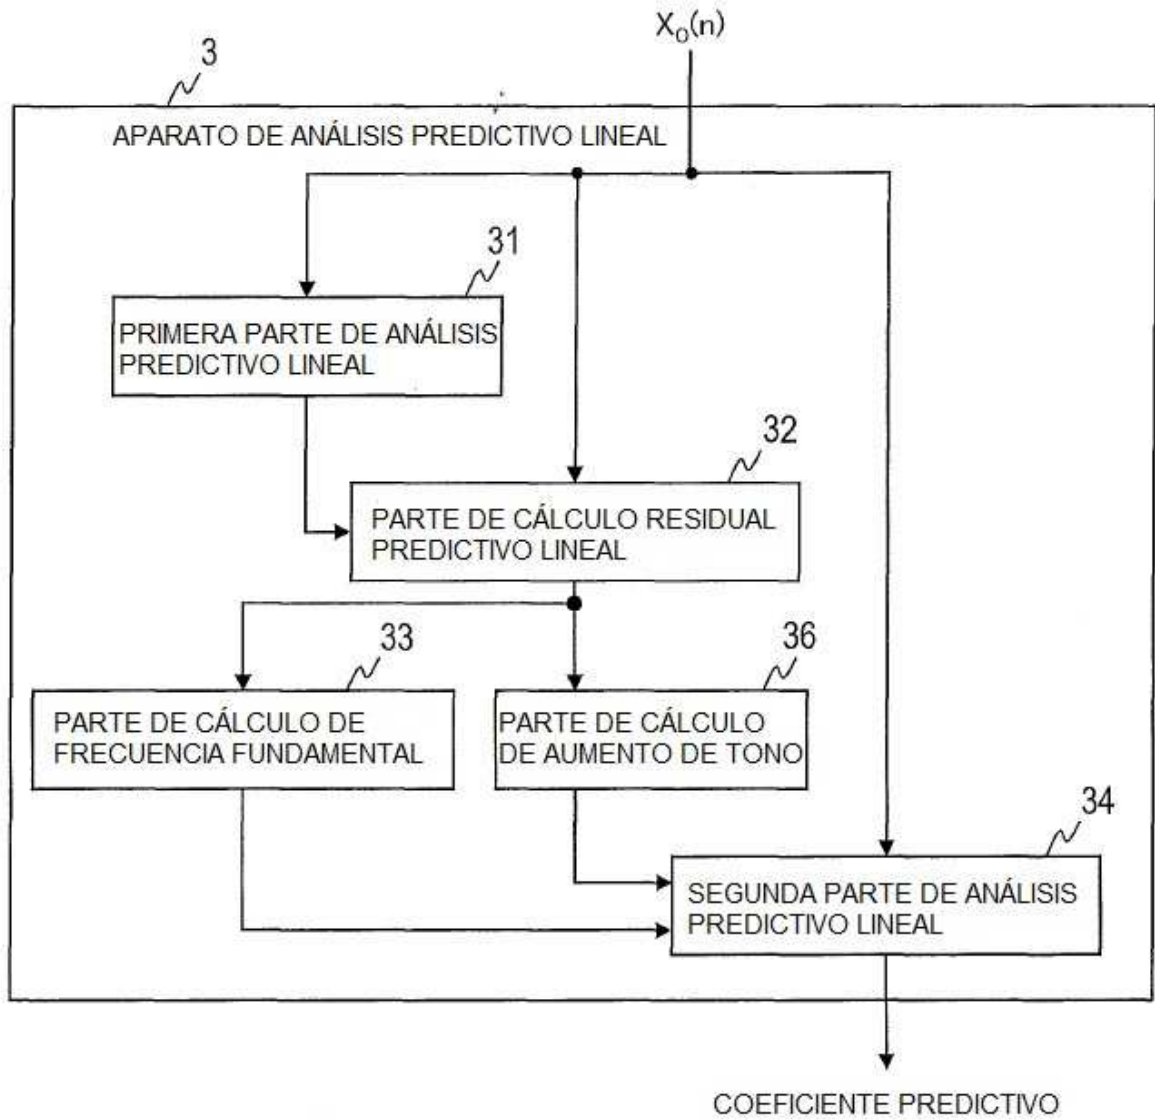 X₀(n)
3
APARATO DE ANÁLISIS PREDICTIVO LINEAL
31
PRIMERA PARTE DE ANÁLISIS
PREDICTIVO LINEAL
32
PARTE DE CÁLCULO RESIDUAL
PREDICTIVO LINEAL
33
PARTE DE CÁLCULO DE
FRECUENCIA FUNDAMENTAL
36
PARTE DE CÁLCULO
DE AUMENTO DE TONO
34
SEGUNDA PARTE DE ANÁLISIS
PREDICTIVO LINEAL
COEFICIENTE PREDICTIVO